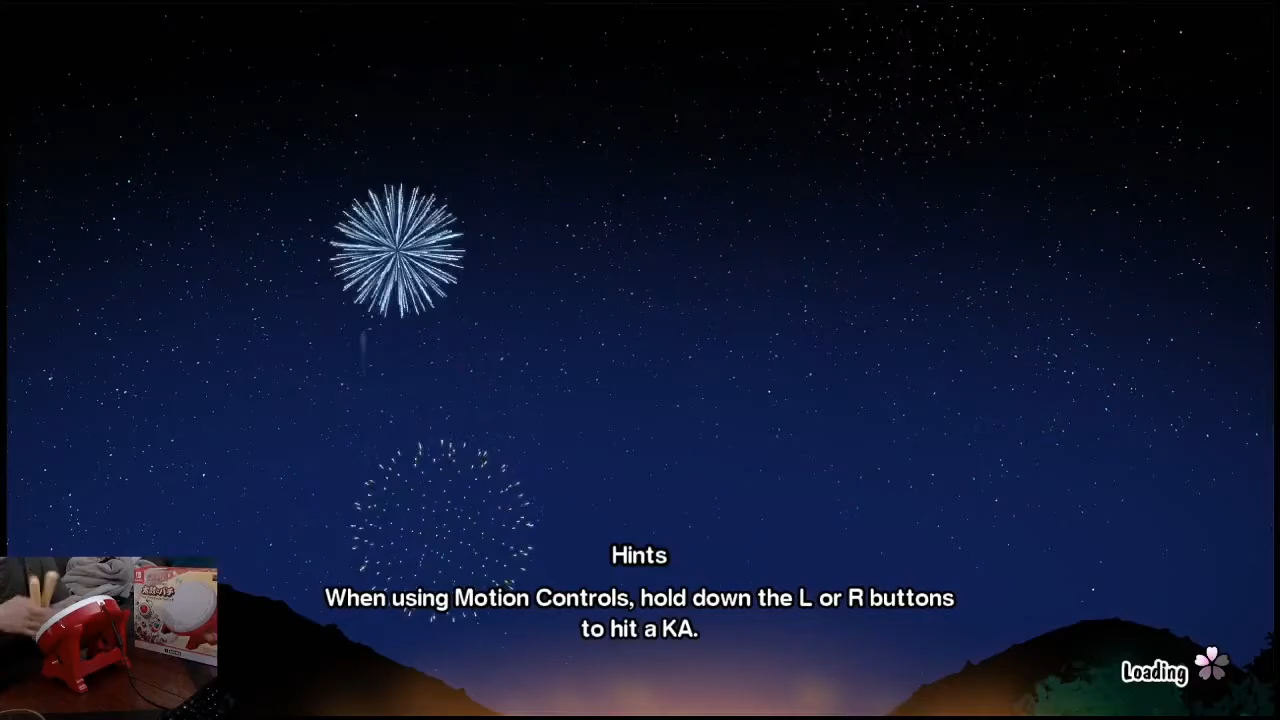 Hints
When using Motion Controls, hold down the L or R buttons
to hit a KA.
Loading